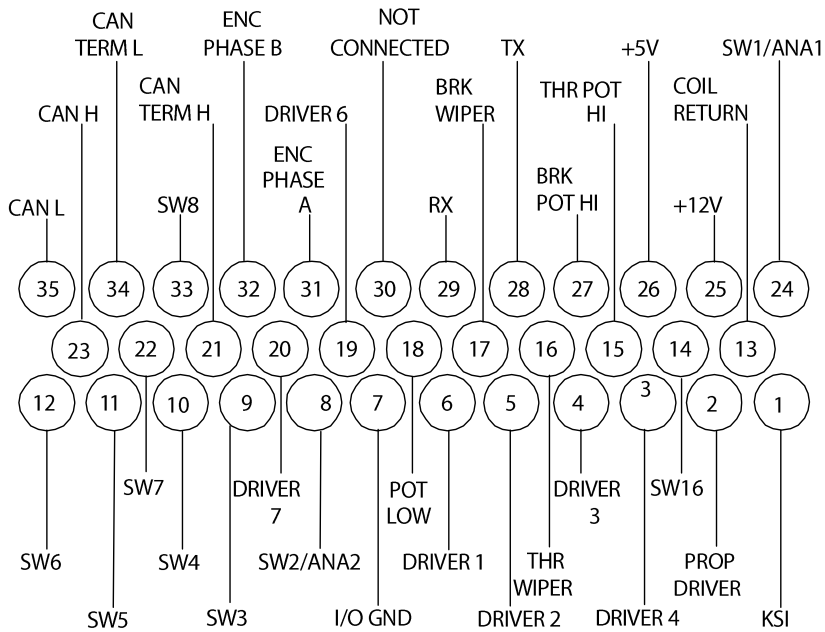 CAN
TERM L
ENC
PHASE B
NOT
CONNECTED
TX
+5V
SW1/ANA1
CAN H
CAN
TERM H
DRIVER 6
BRK
WIPER
THR POT
HI
COIL
RETURN
CAN L
SW8
ENC
PHASE
A
RX
BRK
POT HI
+12V
35 34 33 32 31 30 29 28 27 26 25 24
23 22 21 20 19 18 17 16 15 14 13
12 11 10 9 8 7 6 5 4 3 2 1
SW7
DRIVER
7
POT
LOW
DRIVER
3
SW16
SW6
SW4
SW2/ANA2
DRIVER 1
THR
WIPER
PROP
DRIVER
SW5
SW3
I/O GND
DRIVER 2
DRIVER 4
KSI